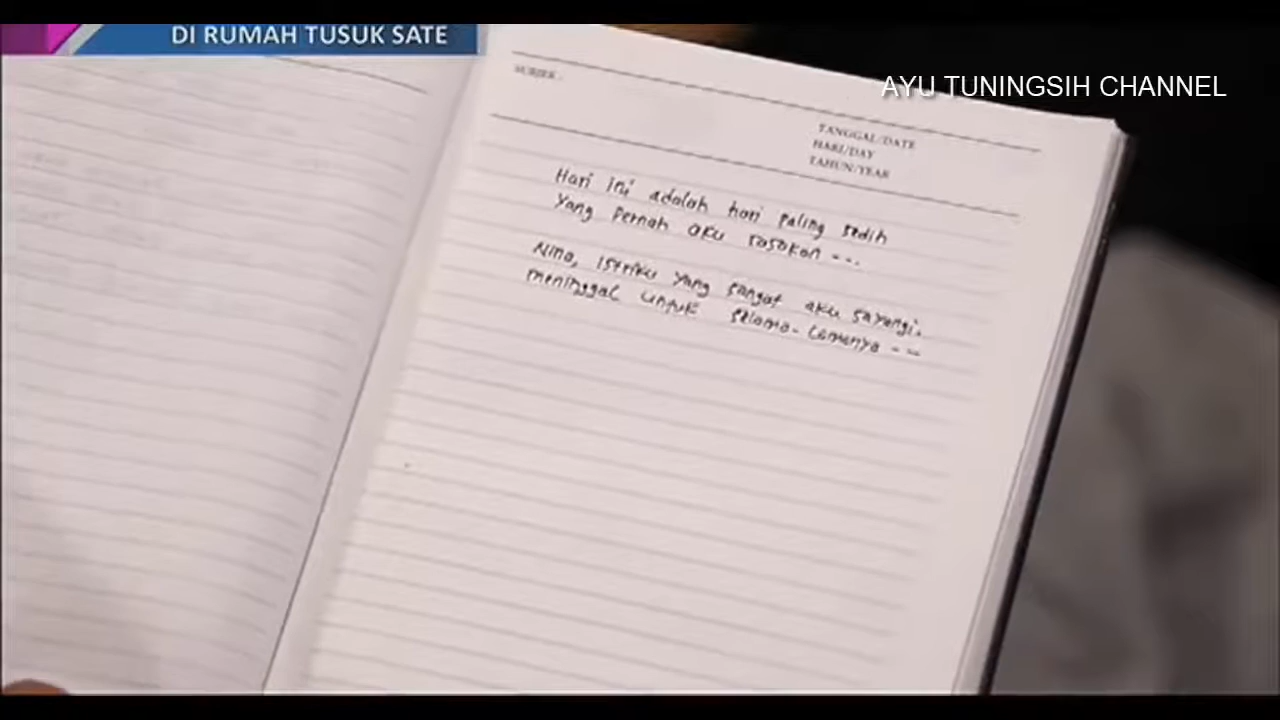 DI RUMAH TUSUK SATE
AYU TUNINGSIH CHANNEL
SUBJEK :
TANGGAL/DATE
HARI/DAY
TAHUN/YEAR
Hari ini adalah hari paling sedih
Yang Pernah aku rasakan ---.
Nina, istriku yang sangat aku sayangi.
meninggal untuk selama-lamanya ---